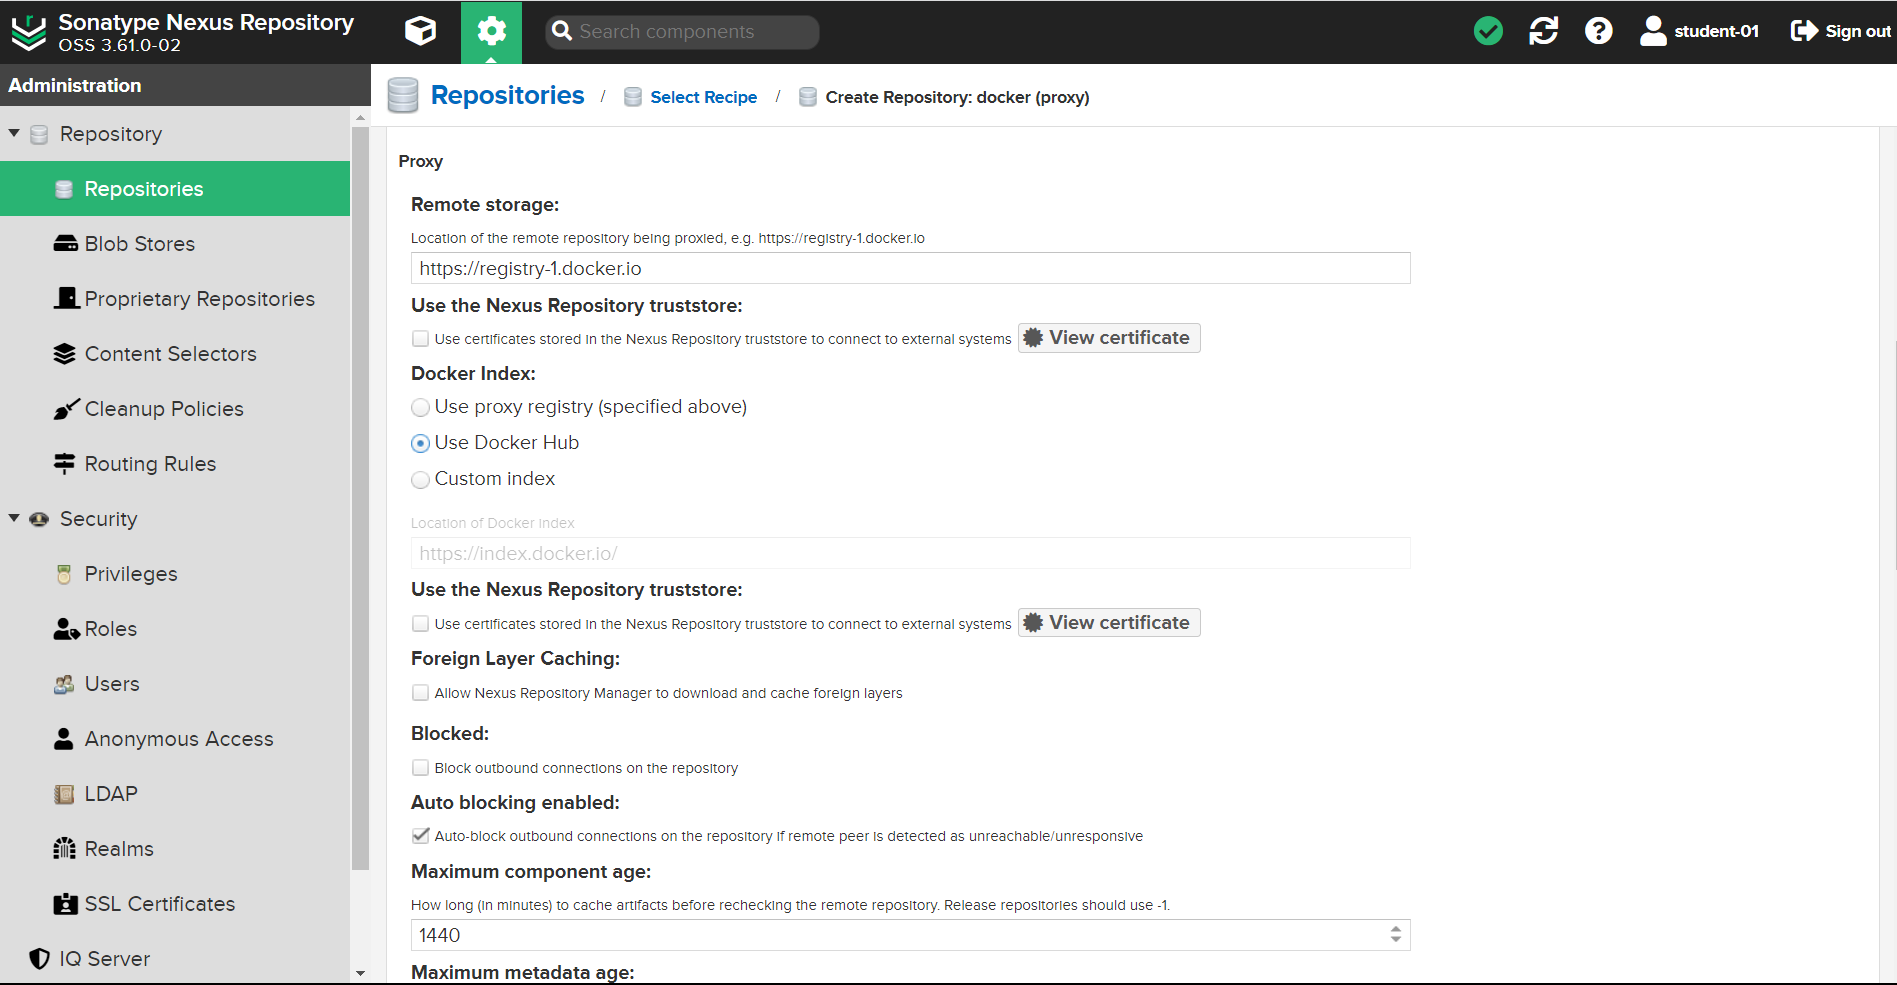 Sonatype Nexus Repository
OSS 3.61.0-02
Search components
student-01
Sign out
Administration
Repository
Repositories
Blob Stores
Proprietary Repositories
Content Selectors
Cleanup Policies
Routing Rules
Security
Privileges
Roles
Users
Anonymous Access
LDAP
Realms
SSL Certificates
IQ Server
Repositories / Select Recipe / Create Repository: docker (proxy)
Proxy
Remote storage:
Location of the remote repository being proxied, e.g. https://registry-1.docker.io
https://registry-1.docker.io
Use the Nexus Repository truststore:
Use certificates stored in the Nexus Repository truststore to connect to external systems View certificate
Docker Index:
Use proxy registry (specified above)
Use Docker Hub
Custom index
Location of Docker index
https://index.docker.io/
Use the Nexus Repository truststore:
Use certificates stored in the Nexus Repository truststore to connect to external systems View certificate
Foreign Layer Caching:
Allow Nexus Repository Manager to download and cache foreign layers
Blocked:
Block outbound connections on the repository
Auto blocking enabled:
Auto-block outbound connections on the repository if remote peer is detected as unreachable/unresponsive
Maximum component age:
How long (in minutes) to cache artifacts before rechecking the remote repository. Release repositories should use -1.
1440
Maximum metadata age: